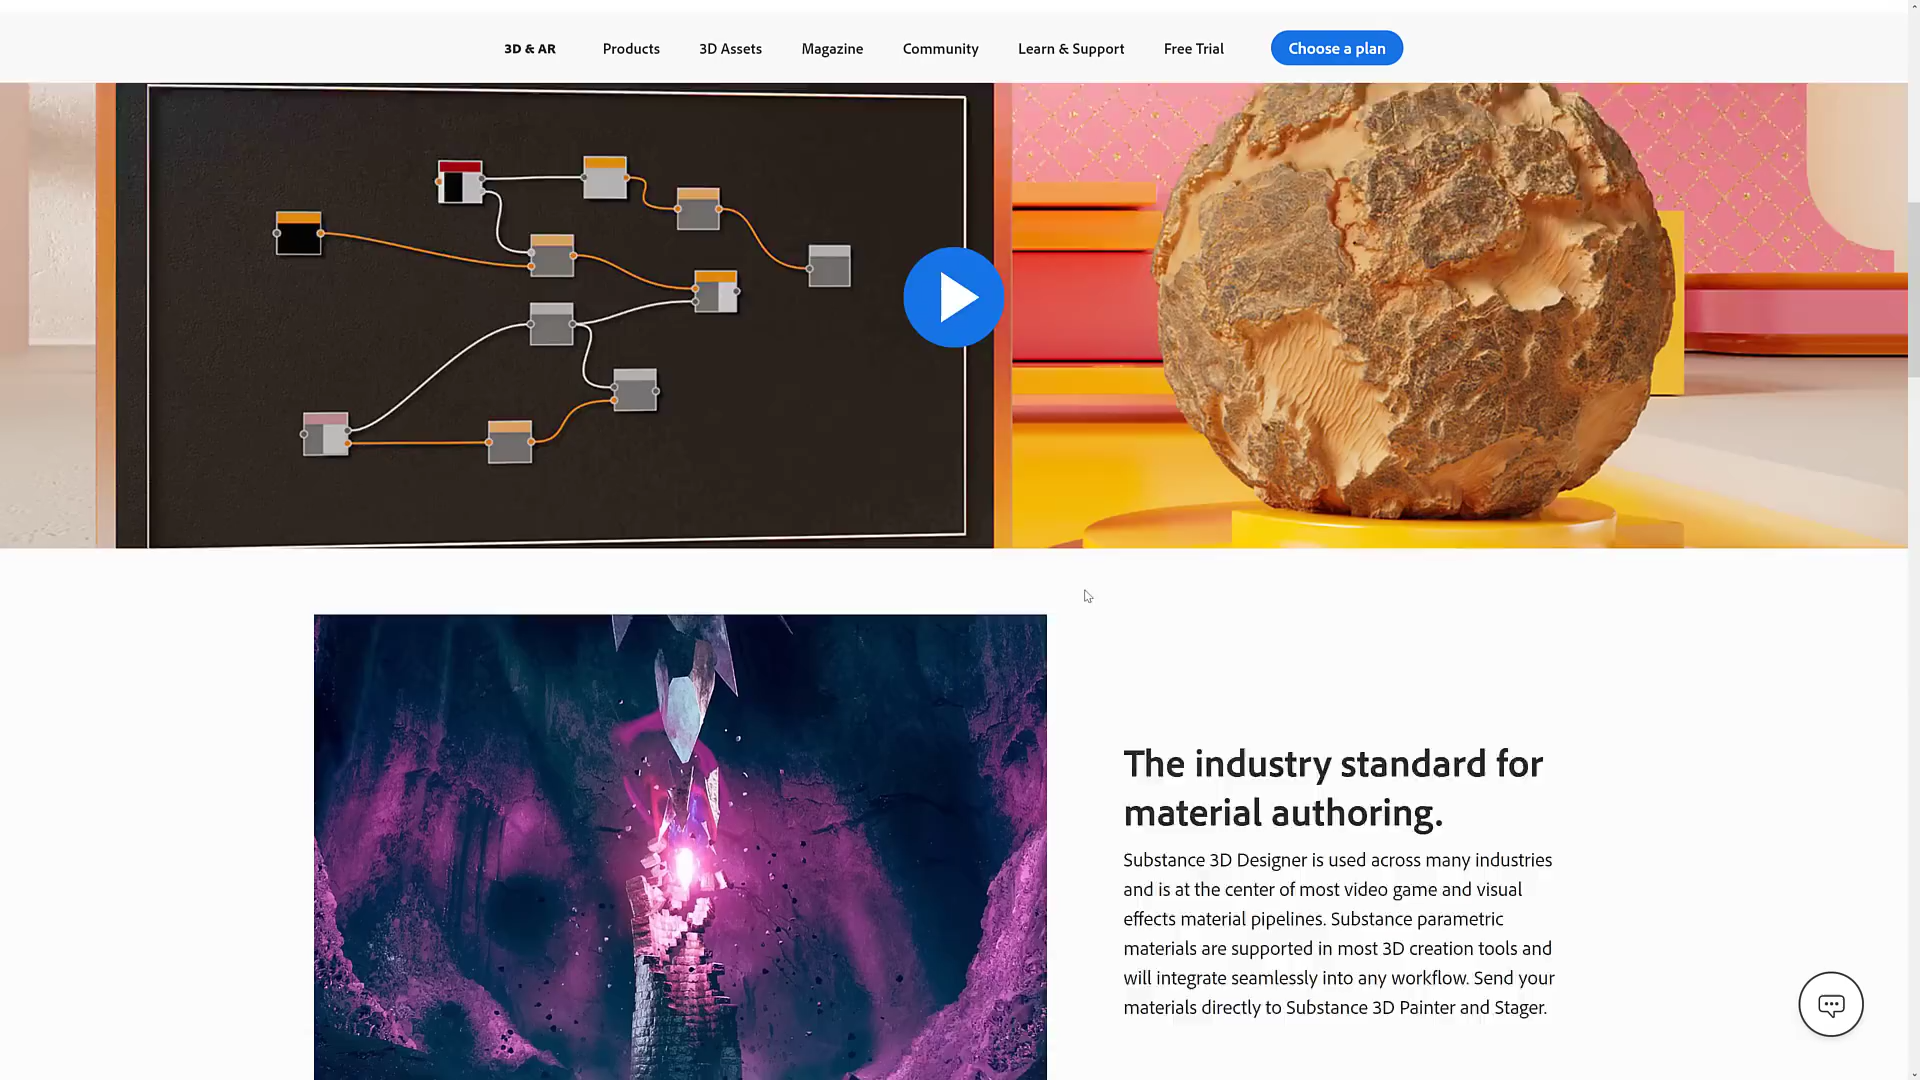 3D & AR
Products
3D Assets
Magazine
Community
Learn & Support
Free Trial
Choose a plan
The industry standard for
material authoring.
Substance 3D Designer is used across many industries
and is at the center of most video game and visual
effects material pipelines. Substance parametric
materials are supported in most 3D creation tools and
will integrate seamlessly into any workflow. Send your
materials directly to Substance 3D Painter and Stager.